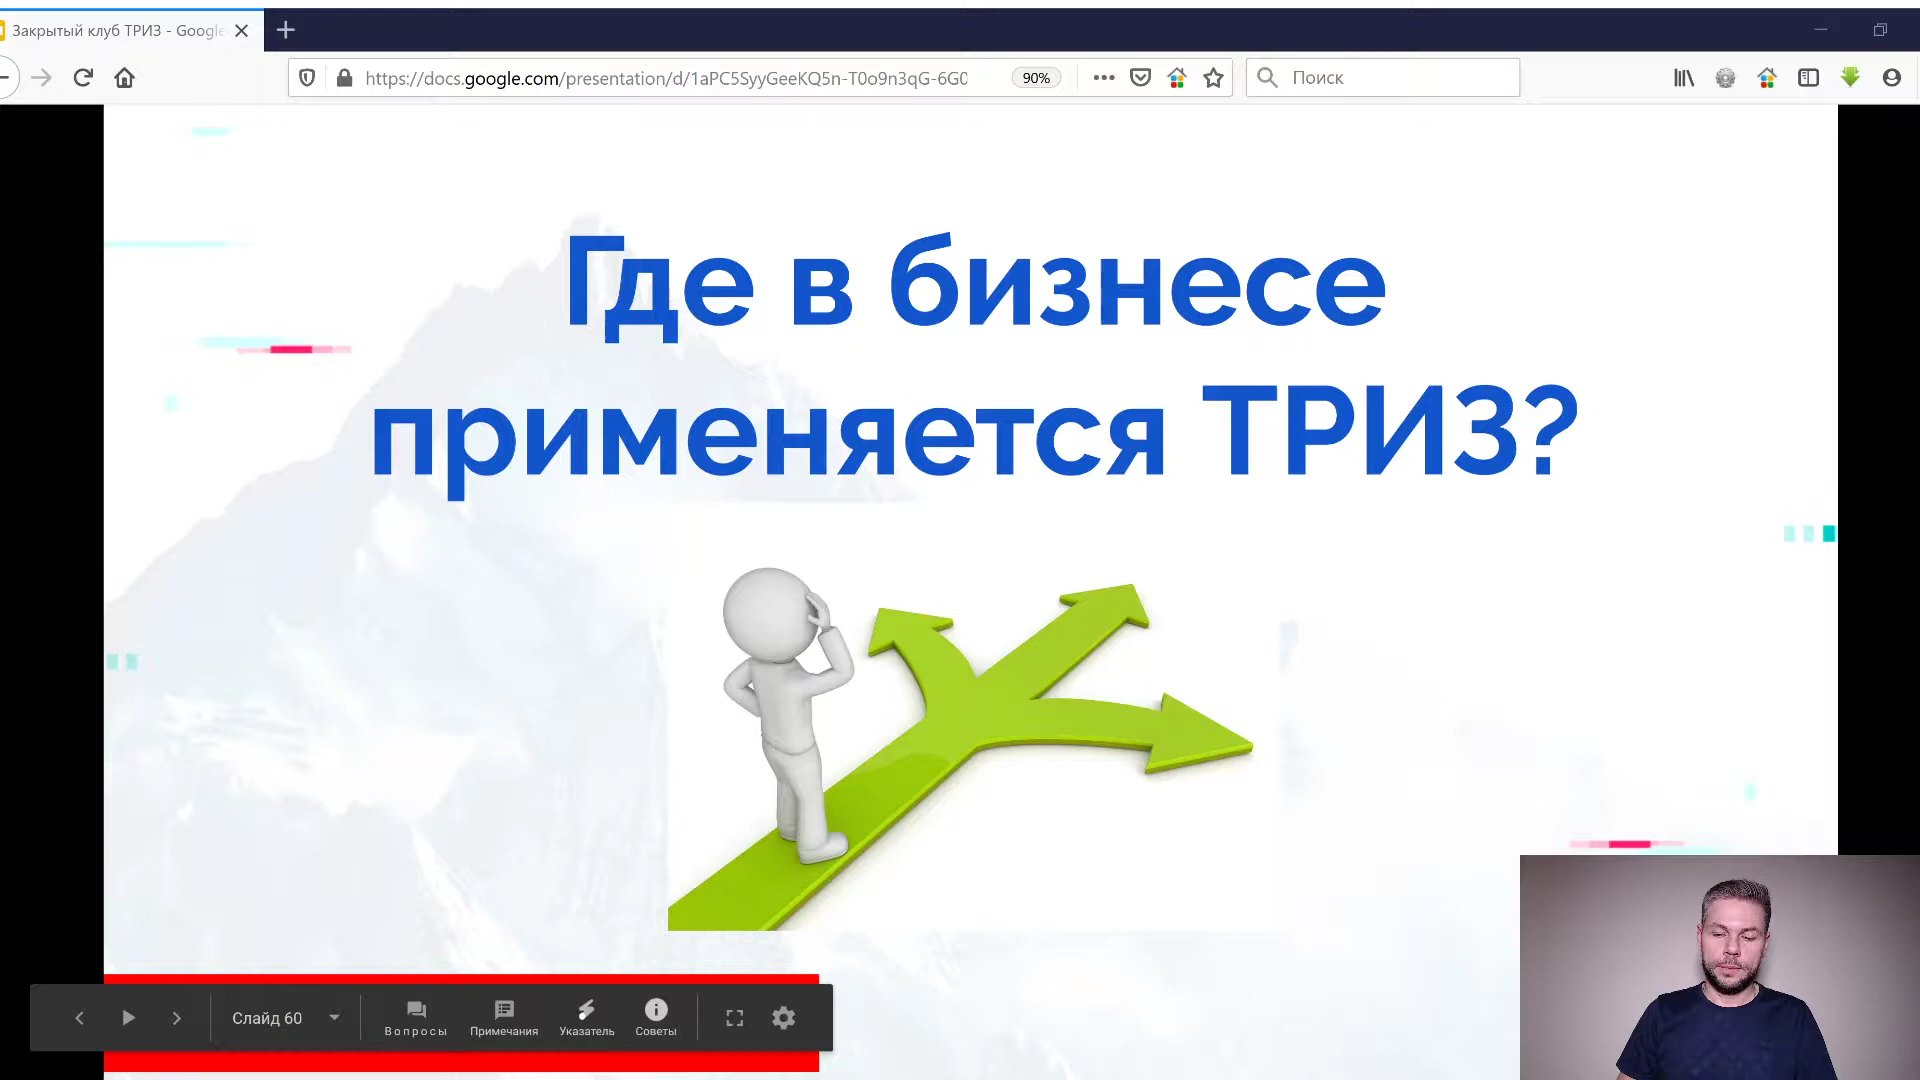 Закрытый клуб ТРИЗ - Google
https://docs.google.com/presentation/d/1aPC5SyyGeeKQ5n-T0o9n3qG-6G0
90%
Поиск
Где в бизнесе
применяется ТРИЗ?
Слайд 60
Вопросы
Примечания
Указатель
Советы